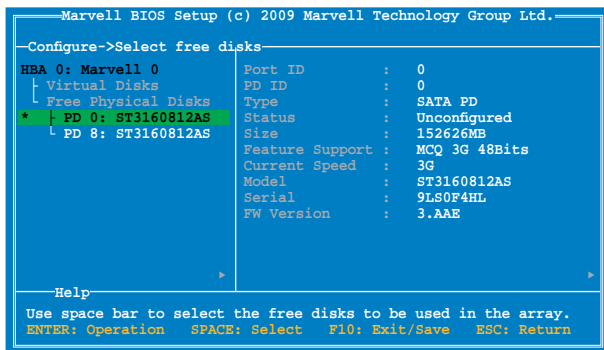 Marvell BIOS Setup (c) 2009 Marvell Technology Group Ltd.
Configure->Select free disks
HBA 0: Marvell 0
Virtual Disks
Free Physical Disks
* PD 0: ST3160812AS
PD 8: ST3160812AS
Port ID : 0
PD ID : 0
Type : SATA PD
Status : Unconfigured
Size : 152626MB
Feature Support : MCQ 3G 48Bits
Current Speed : 3G
Model : ST3160812AS
Serial : 9LS0F4HL
FW Version : 3.AAE
Help
Use space bar to select the free disks to be used in the array.
ENTER: Operation SPACE: Select F10: Exit/Save ESC: Return